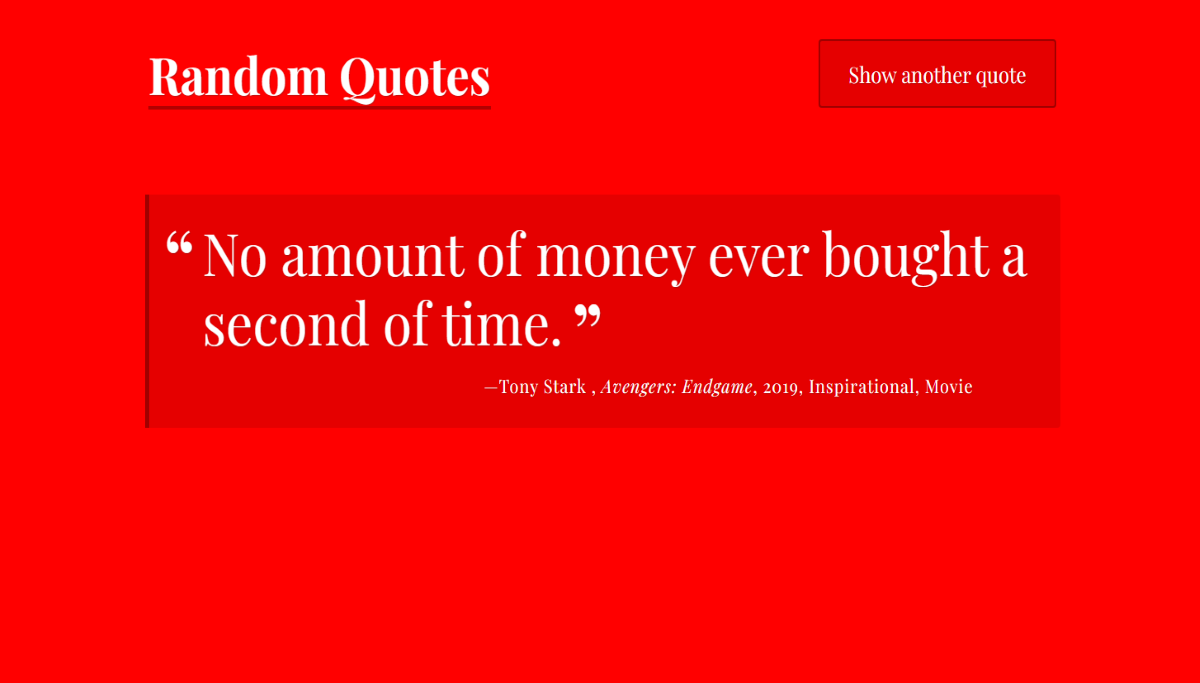 Random Quotes
Show another quote
“ No amount of money ever bought a
second of time. ”
—Tony Stark , Avengers: Endgame, 2019, Inspirational, Movie